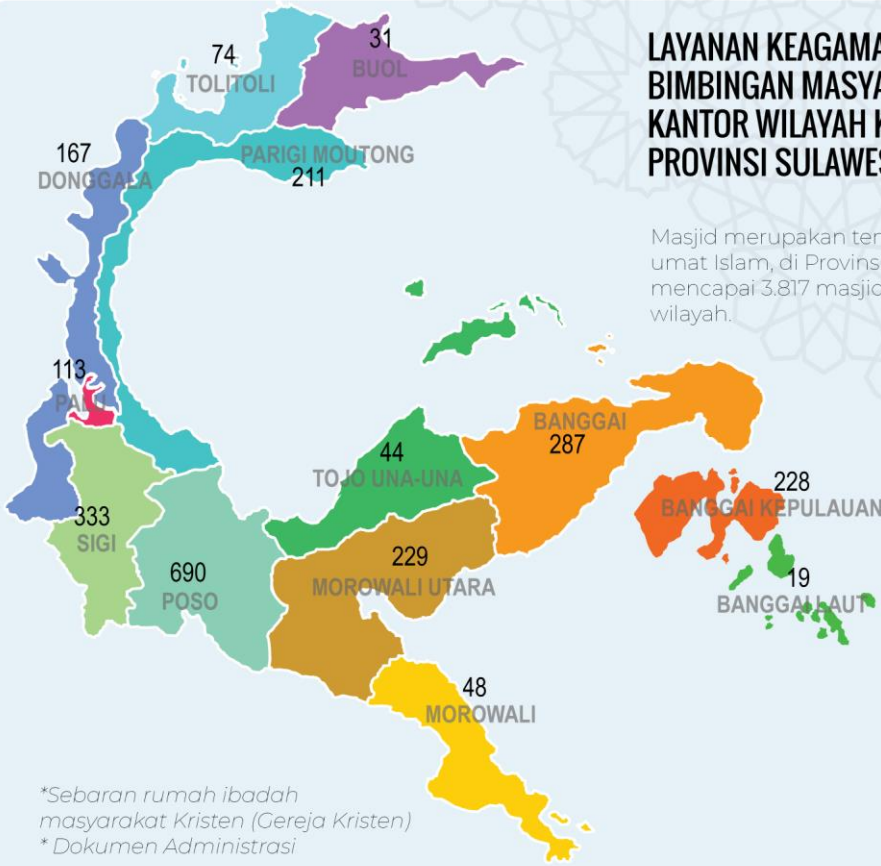 LAYANAN KEAGAMA
BIMBINGAN MASYA
KANTOR WILAYAH K
PROVINSI SULAWES
Masjid merupakan ten
umat Islam, di Provins
mencapai 3.817 masjid
wilayah.
74
TOLITOLI
31
BUOL
PARIGI MOUTONG
211
167
DONGGALA
113
PALU
BANGGAI
287
44
TOJO UNA-UNA
228
BANGGAI KEPULAUAN
333
SIGI
690
POSO
229
MOROWALI UTARA
19
BANGGAI LAUT
48
MOROWALI
*Sebaran rumah ibadah
masyarakat Kristen (Gereja Kristen)
* Dokumen Administrasi